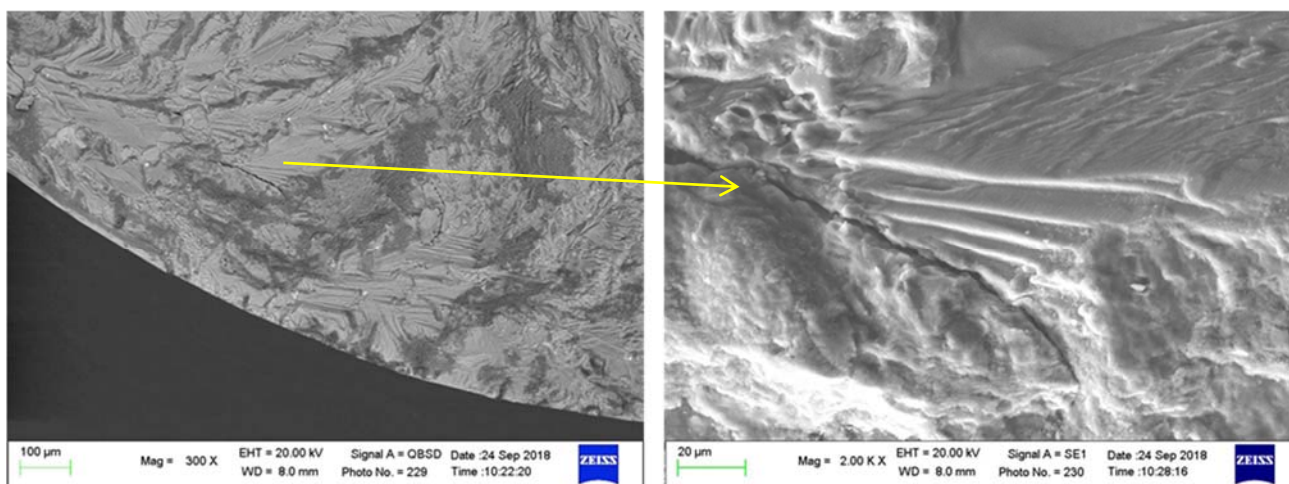 100 µm
Mag = 300 X
EHT = 20.00 kV
WD = 8.0 mm
Signal A = QBSD
Photo No. = 229
Date :24 Sep 2018
Time :10:22:20
ZEISS
20 µm
Mag = 2.00 K X
EHT = 20.00 kV
WD = 8.0 mm
Signal A = SE1
Photo No. = 230
Date :24 Sep 2018
Time :10:28:16
ZEISS